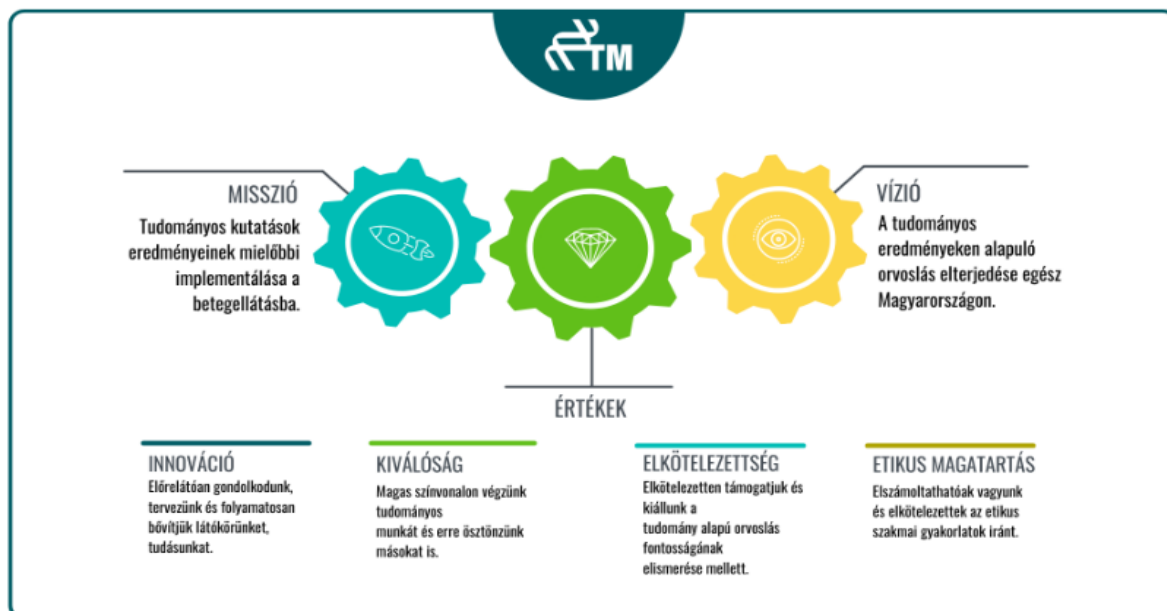 TM
MISSZIÓ
Tudományos kutatások
eredményeinek mielőbbi
implementálása a
betegellátásba.
VÍZIÓ
A tudományos
eredményeken alapuló
orvoslás elterjedése egész
Magyarországon.
ÉRTÉKEK
INNOVÁCIÓ
Előrelátóan gondolkodunk,
tervezünk és folyamatosan
bővítjük látókörünket,
tudásunkat.
KIVÁLÓSÁG
Magas színvonalon végzünk
tudományos
munkát és erre ösztönzünk
másokat is.
ELKÖTELEZETTSÉG
Elkötelezetten támogatjuk és
kiállunk a
tudomány alapú orvoslás
fontosságának
elismerése mellett.
ETIKUS MAGATARTÁS
Elszámoltathatóak vagyunk
és elkötelezettek az etikus
szakmai gyakorlatok iránt.